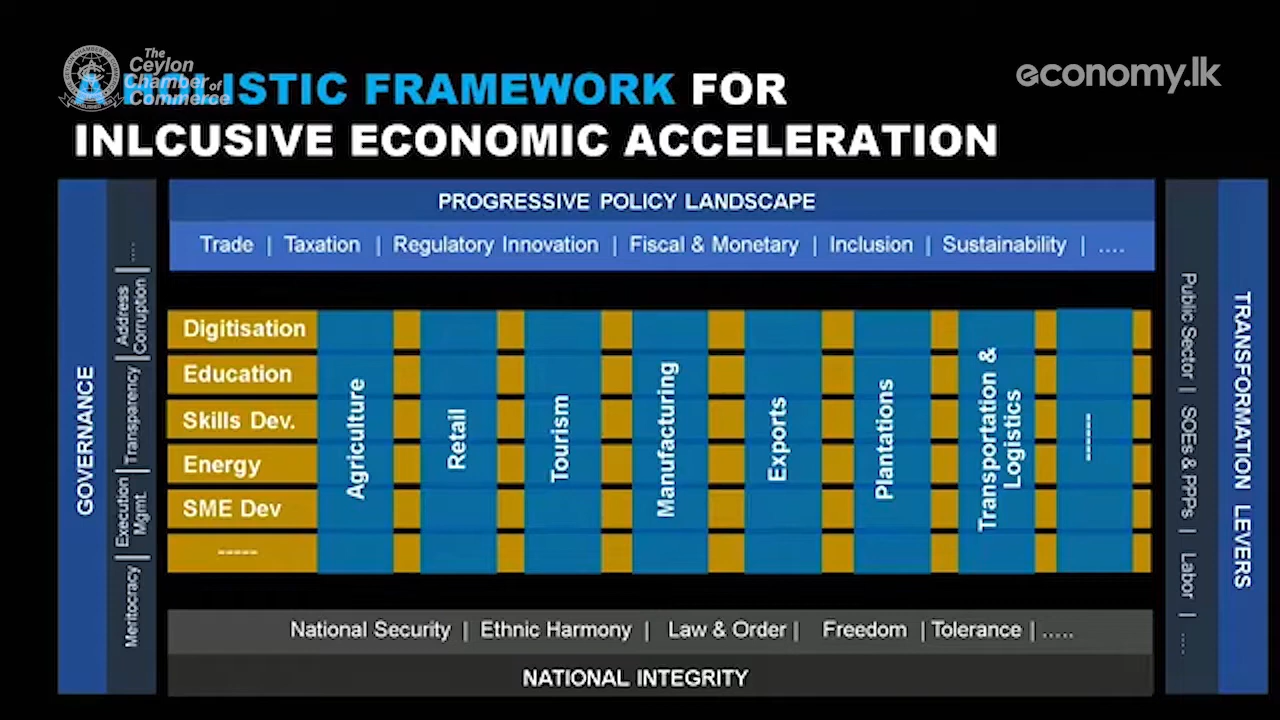 The
Ceylon
Chamber of
Commerce
economy.lk
A HOLISTIC FRAMEWORK FOR
INLCUSIVE ECONOMIC ACCELERATION
PROGRESSIVE POLICY LANDSCAPE
Trade | Taxation | Regulatory Innovation | Fiscal & Monetary | Inclusion | Sustainability | ....
GOVERNANCE
Meritocracy | Execution Mgmt. | Transparency | Address Corruption | ....
Digitisation
Education
Skills Dev.
Energy
SME Dev
-----
Agriculture
Retail
Tourism
Manufacturing
Exports
Plantations
Transportation &
Logistics
------
Public Sector | SOEs & PPPs | Labor | ....
TRANSFORMATION LEVERS
National Security | Ethnic Harmony | Law & Order | Freedom | Tolerance | .....
NATIONAL INTEGRITY